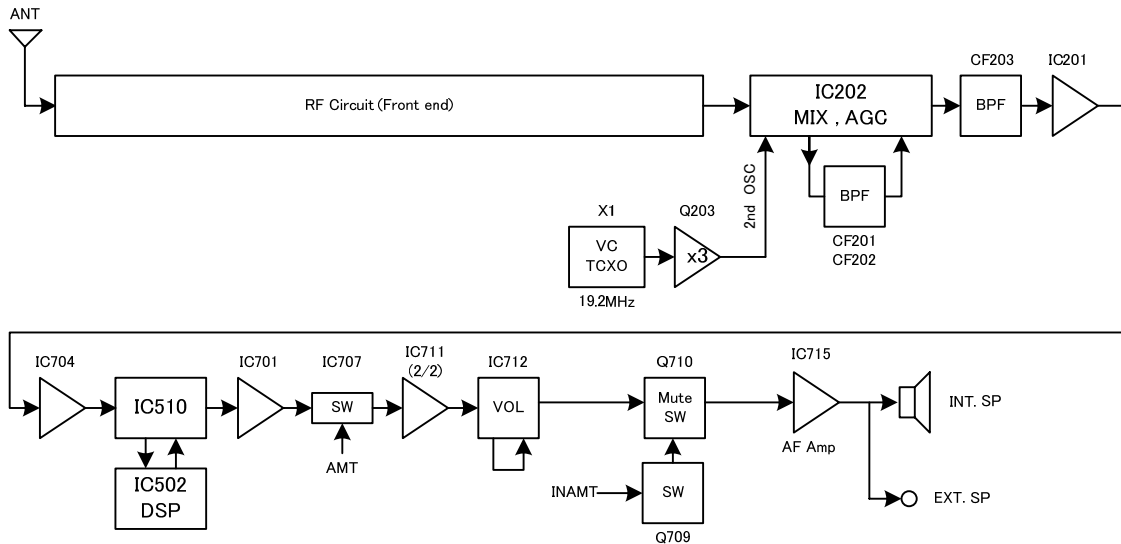 ANT
RF Circuit (Front end)
IC202
MIX , AGC
CF203
BPF
IC201
BPF
CF201
CF202
2nd OSC
X1
VC
TCXO
19.2MHz
Q203
x3
IC704
IC510
IC502
DSP
IC701
IC707
SW
AMT
IC711
(2/2)
IC712
VOL
Q710
Mute
SW
INAMT
SW
Q709
IC715
AF Amp
INT. SP
EXT. SP